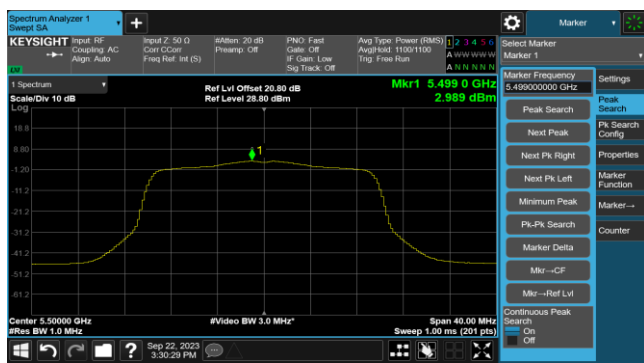 Spectrum Analyzer 1
Swept SA
Marker
KEYSIGHT
Input: RF
Coupling: AC
Align: Auto
Input Z: 50 Ω
Corr CCorr
Freq Ref: Int (S)
#Atten: 20 dB
Preamp: Off
PNO: Fast
Gate: Off
IF Gain: Low
Sig Track: Off
Avg Type: Power (RMS)
Avg|Hold: 1100/1100
Trig: Free Run
1 2 3 4 5 6
A W W W W W
A N N N N N
Select Marker
Marker 1
LV
1 Spectrum
Scale/Div 10 dB
Log
Ref Lvl Offset 20.80 dB
Ref Level 28.80 dBm
Mkr1 5.499 0 GHz
2.989 dBm
18.8
8.80
-1.20
-11.2
-21.2
-31.2
-41.2
-51.2
-61.2
1
Center 5.50000 GHz
#Res BW 1.0 MHz
#Video BW 3.0 MHz*
Span 40.00 MHz
Sweep 1.00 ms (201 pts)
Marker Frequency
5.499000000 GHz
Peak Search
Next Peak
Next Pk Right
Next Pk Left
Minimum Peak
Pk-Pk Search
Marker Delta
Mkr→CF
Mkr→Ref Lvl
Continuous Peak
Search
On
Off
Settings
Peak
Search
Pk Search
Config
Properties
Marker
Function
Marker→
Counter
Sep 22, 2023
3:30:29 PM